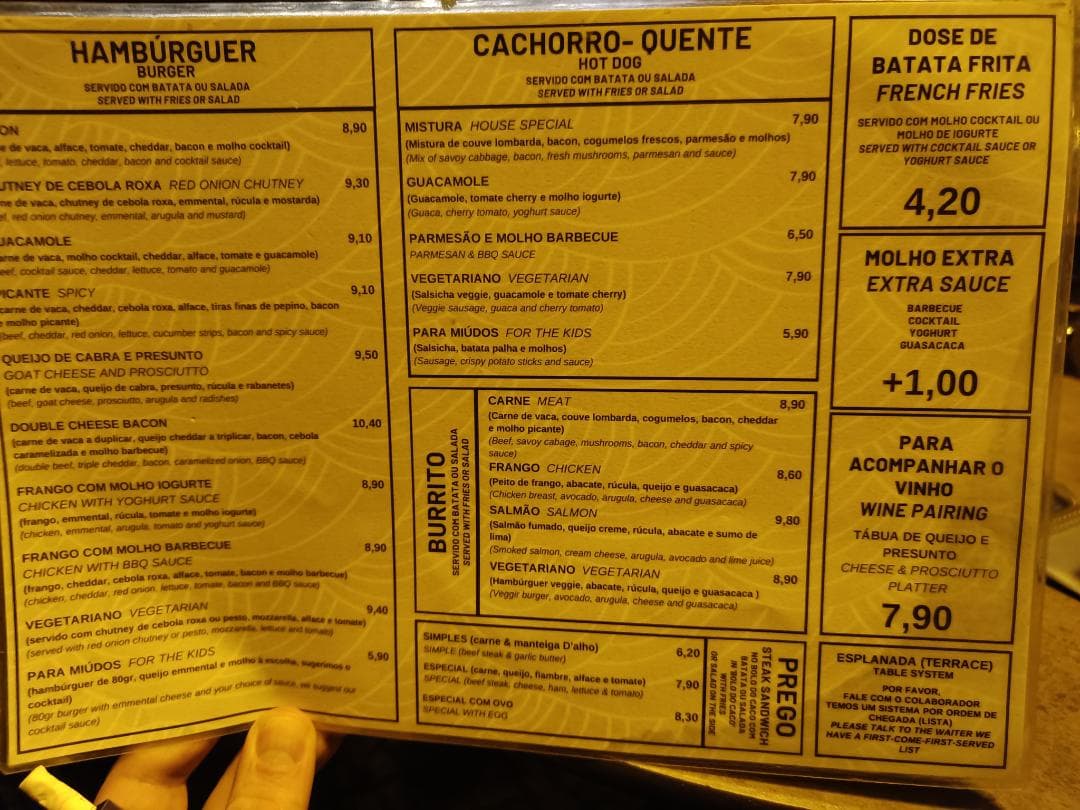 HAMBÚRGUER
BURGER
SERVIDO COM BATATA OU SALADA
SERVED WITH FRIES OR SALAD
ON
8,90
e de vaca, alface, tomate, cheddar, bacon e molho cocktail)
lettuce, tomato, cheddar, bacon and cocktail sauce)
UTNEY DE CEBOLA ROXA RED ONION CHUTNEY 9,30
ne de vaca, chutney de cebola roxa, emmental, rúcula e mostarda)
ef, red onion chutney, emmental, arugula and mustard)
UACAMOLE 9,10
arne de vaca, molho cocktail, cheddar, alface, tomate e guacamole)
eef, cocktail sauce, cheddar, lettuce, tomato and guacamole)
ICANTE SPICY 9,10
carne de vaca, cheddar, cebola roxa, alface, tiras finas de pepino, bacon
e molho picante)
(beef, cheddar, red onion, lettuce, cucumber strips, bacon and spicy sauce)
QUEIJO DE CABRA E PRESUNTO 9,50
GOAT CHEESE AND PROSCIUTTO
(carne de vaca, queijo de cabra, presunto, rúcula e rabanetes)
(beef, goat cheese, prosciutto, arugula and radishes)
DOUBLE CHEESE BACON 10,40
(carne de vaca a duplicar, queijo cheddar a triplicar, bacon, cebola
caramelizada e molho barbecue)
(double beef, triple cheddar, bacon, caramelized onion, BBQ sauce)
FRANGO COM MOLHO IOGURTE 8,90
CHICKEN WITH YOGHURT SAUCE
(frango, emmental, rúcula, tomate e molho iogurte)
(chicken, emmental, arugula, tomato and yoghurt sauce)
FRANGO COM MOLHO BARBECUE 8,90
CHICKEN WITH BBQ SAUCE
(frango, cheddar, cebola roxa, alface, tomate, bacon e molho barbecue)
(chicken, cheddar, red onion, lettuce, tomate, bacon and BBQ sauce)
VEGETARIANO VEGETARIAN 9,40
(servido com chutney de cebola roxa ou pesto, mozzarella, alface e tomate)
(served with red onion chutney or pesto, mozzarella, lettuce and tomato)
PARA MIÚDOS FOR THE KIDS 5,90
(hambúrguer de 80gr, queijo emmental e molho à escolha, sugerimos o
cocktail)
(80gr burger with emmental cheese and your choice of sauce, we suggest our
cocktail sauce)
CACHORRO- QUENTE
HOT DOG
SERVIDO COM BATATA OU SALADA
SERVED WITH FRIES OR SALAD
MISTURA HOUSE SPECIAL 7,90
(Mistura de couve lombarda, bacon, cogumelos frescos, parmesão e molhos)
(Mix of savoy cabbage, bacon, fresh mushrooms, parmesan and sauce)
GUACAMOLE 7,90
(Guacamole, tomate cherry e molho iogurte)
(Guaca, cherry tomato, yoghurt sauce)
PARMESÃO E MOLHO BARBECUE 6,50
PARMESAN & BBQ SAUCE
VEGETARIANO VEGETARIAN 7,90
(Salsicha veggie, guacamole e tomate cherry)
(Veggie sausage, guaca and cherry tomato)
PARA MIÚDOS FOR THE KIDS 5,90
(Salsicha, batata palha e molhos)
(Sausage, crispy potato sticks and sauce)
BURRITO
SERVIDO COM BATATA OU SALADA
SERVED WITH FRIES OR SALAD
CARNE MEAT 8,90
(Carne de vaca, couve lombarda, cogumelos, bacon, cheddar
e molho picante)
(Beef, savoy cabage, mushrooms, bacon, cheddar and spicy
sauce)
FRANGO CHICKEN 8,60
(Peito de frango, abacate, rúcula, queijo e guasacaca)
(Chicken breast, avocado, arugula, cheese and guasacaca)
SALMÃO SALMON 9,80
(Salmão fumado, queijo creme, rúcula, abacate e sumo de
lima)
(Smoked salmon, cream cheese, arugula, avocado and lime juice)
VEGETARIANO VEGETARIAN 8,90
(Hambúrguer veggie, abacate, rúcula, queijo e guasacaca )
(Veggir burger, avocado, arugula, cheese and guasacaca)
SIMPLES (carne & manteiga D'alho) 6,20
SIMPLE (beef steak & garlic butter)
ESPECIAL (carne, queijo, fiambre, alface e tomate) 7,90
SPECIAL (beef steak, cheese, ham, lettuce & tomato)
ESPECIAL COM OVO 8,30
SPECIAL WITH EGG
PREGO
STEAK SANDWICH
NO BOLO DO CACO COM
BATATA OU SALADA
IN 'BOLO DO CACO'
WITH FRIES
OR SALAD ON THE SIDE
DOSE DE
BATATA FRITA
FRENCH FRIES
SERVIDO COM MOLHO COCKTAIL OU
MOLHO DE IOGURTE
SERVED WITH COCKTAIL SAUCE OR
YOGHURT SAUCE
4,20
MOLHO EXTRA
EXTRA SAUCE
BARBECUE
COCKTAIL
YOGHURT
GUASACACA
+1,00
PARA
ACOMPANHAR O
VINHO
WINE PAIRING
TÁBUA DE QUEIJO E
PRESUNTO
CHEESE & PROSCIUTTO
PLATTER
7,90
ESPLANADA (TERRACE)
TABLE SYSTEM
POR FAVOR,
FALE COM O COLABORADOR
TEMOS UM SISTEMA POR ORDEM DE
CHEGADA (LISTA)
PLEASE TALK TO THE WAITER WE
HAVE A FIRST-COME-FIRST-SERVED
LIST